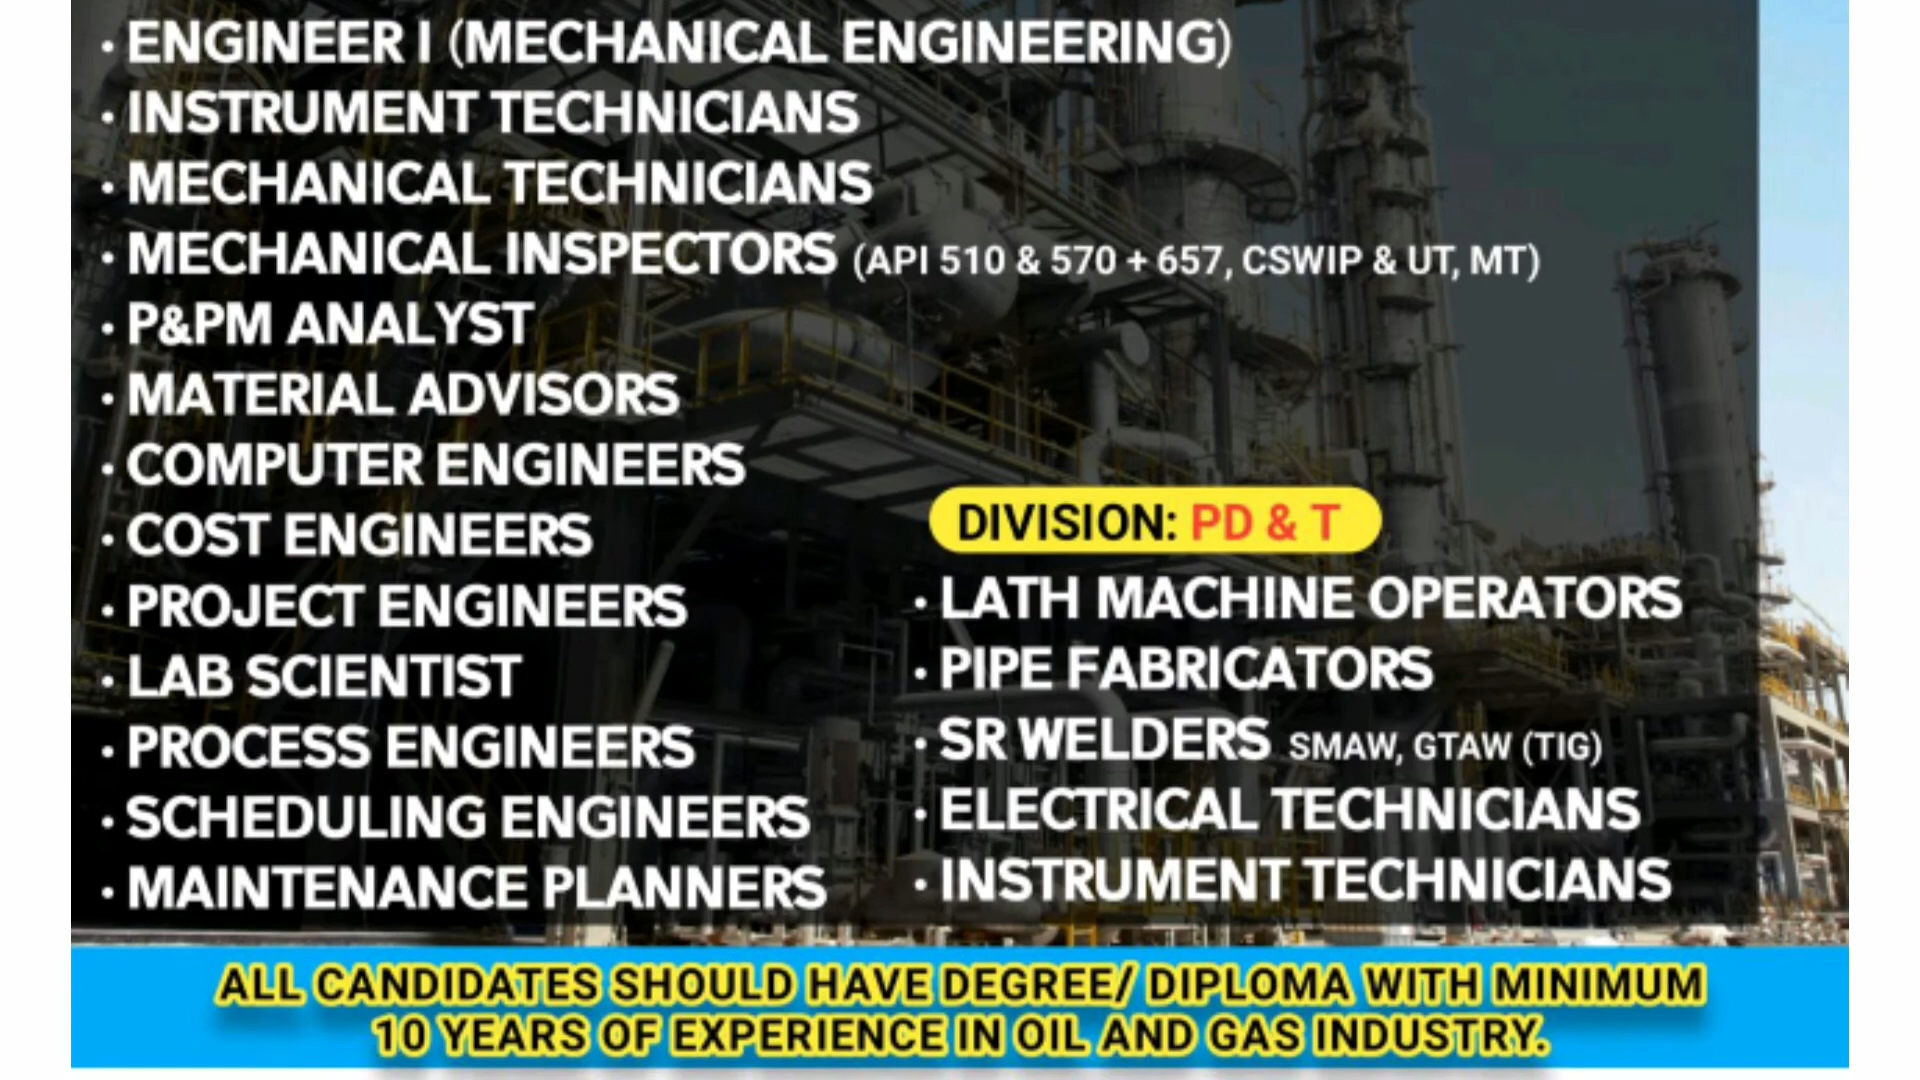 • ENGINEER I (MECHANICAL ENGINEERING)
• INSTRUMENT TECHNICIANS
• MECHANICAL TECHNICIANS
• MECHANICAL INSPECTORS (API 510 & 570 + 657, CSWIP & UT, MT)
• P&PM ANALYST
• MATERIAL ADVISORS
• COMPUTER ENGINEERS
• COST ENGINEERS
• PROJECT ENGINEERS
• LAB SCIENTIST
• PROCESS ENGINEERS
• SCHEDULING ENGINEERS
• MAINTENANCE PLANNERS
DIVISION: PD & T
• LATH MACHINE OPERATORS
• PIPE FABRICATORS
• SR WELDERS SMAW, GTAW (TIG)
• ELECTRICAL TECHNICIANS
• INSTRUMENT TECHNICIANS
ALL CANDIDATES SHOULD HAVE DEGREE/ DIPLOMA WITH MINIMUM
10 YEARS OF EXPERIENCE IN OIL AND GAS INDUSTRY.